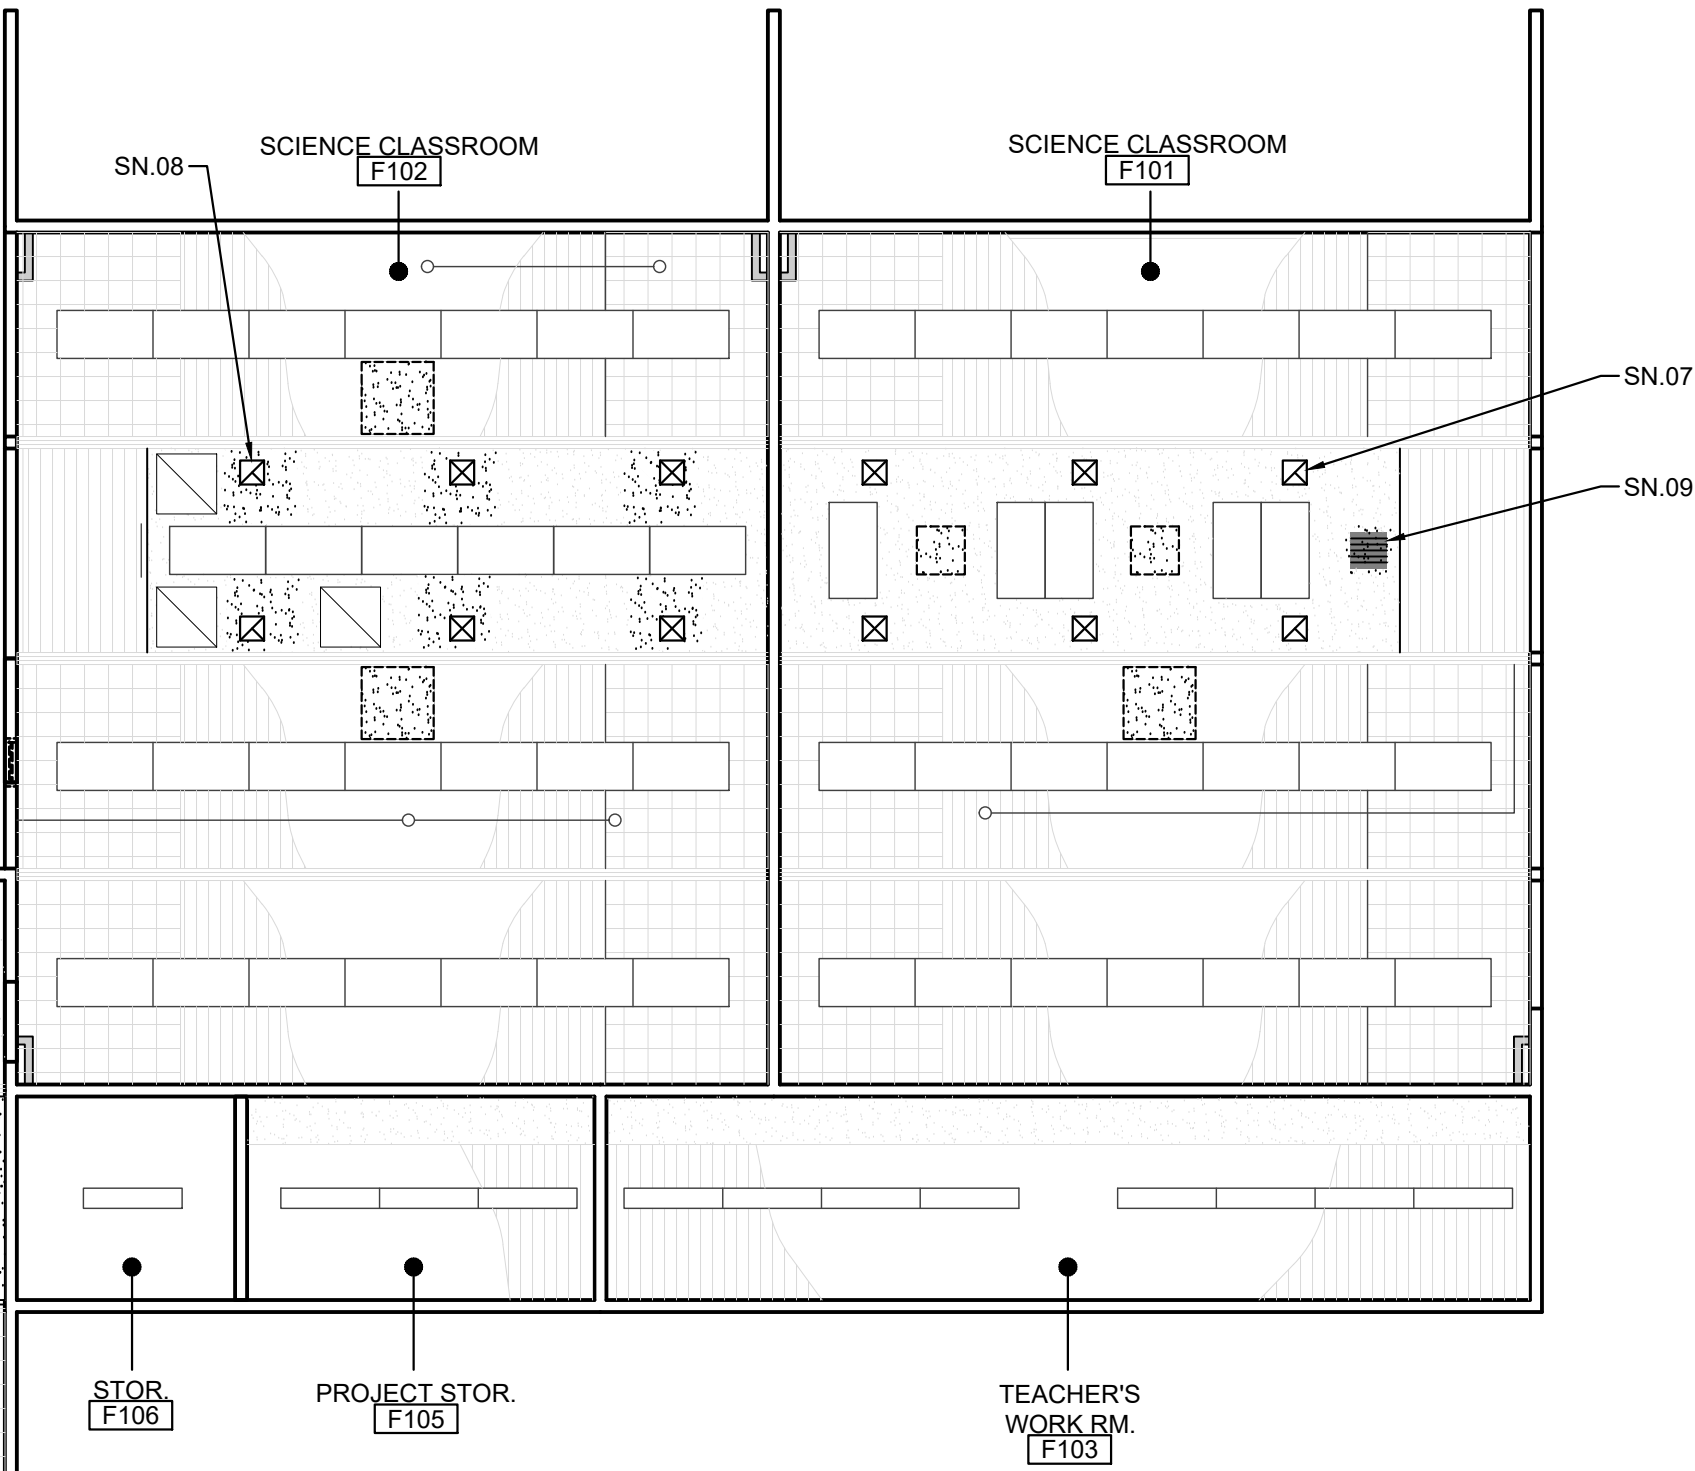 SCIENCE CLASSROOM
F102
SCIENCE CLASSROOM
F101
SN.08
SN.07
SN.09
STOR.
F106
PROJECT STOR.
F105
TEACHER'S
WORK RM.
F103